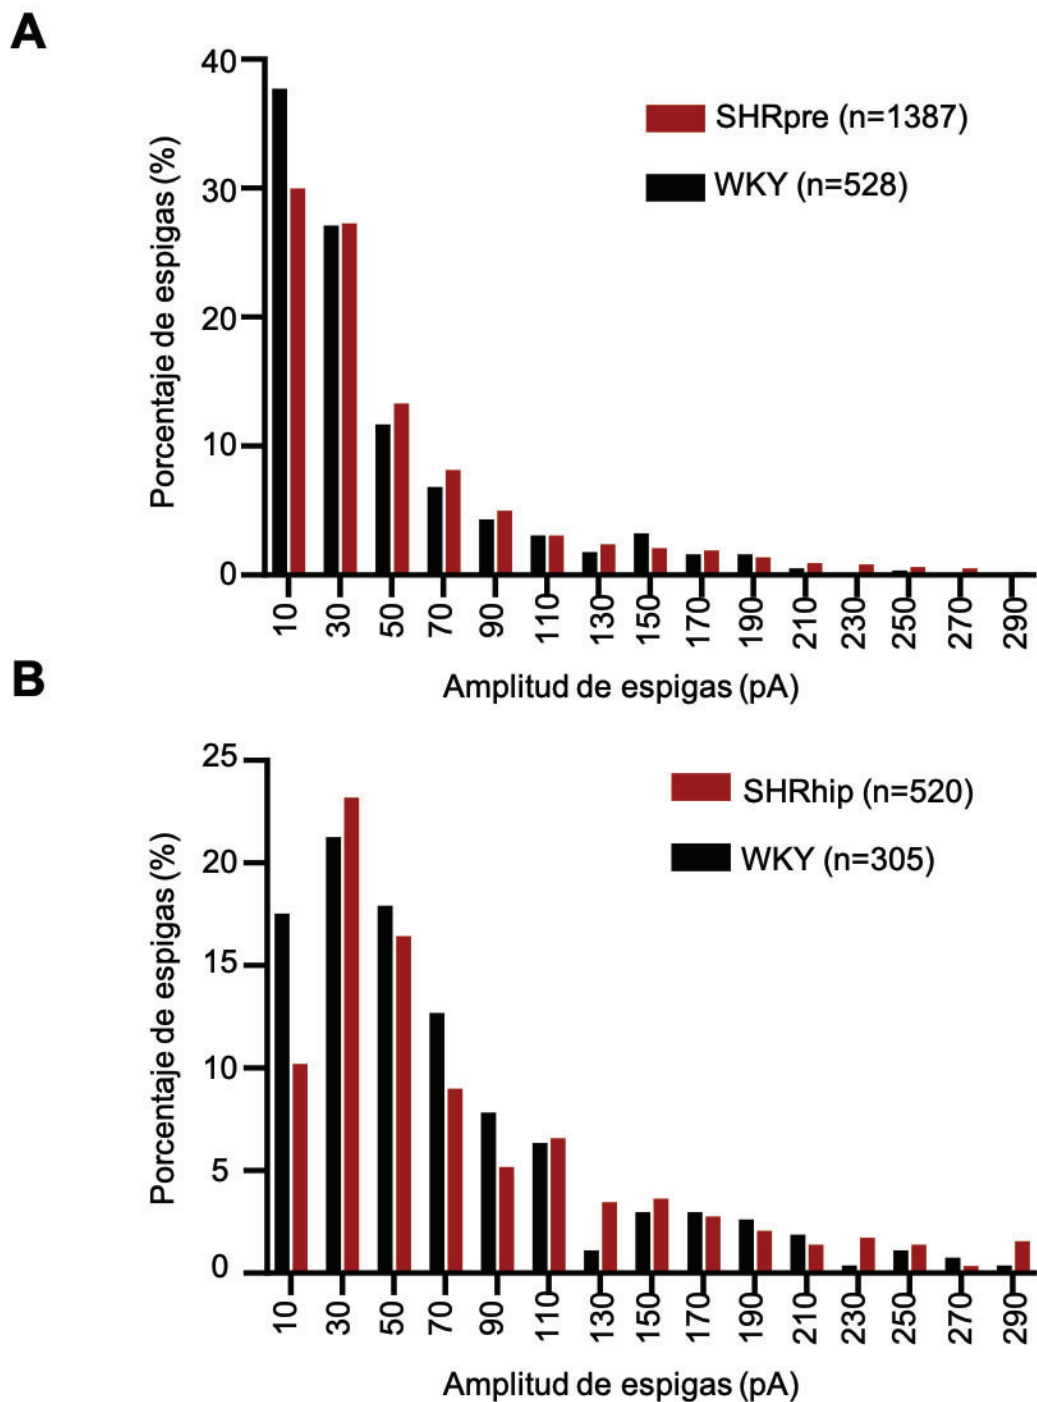 A
40
30
20
10
0
Porcentaje de espigas (%)
SHRpre (n=1387)
WKY (n=528)
10 30 50 70 90 110 130 150 170 190 210 230 250 270 290
Amplitud de espigas (pA)
B
25
20
15
10
5
0
Porcentaje de espigas (%)
SHRhip (n=520)
WKY (n=305)
10 30 50 70 90 110 130 150 170 190 210 230 250 270 290
Amplitud de espigas (pA)